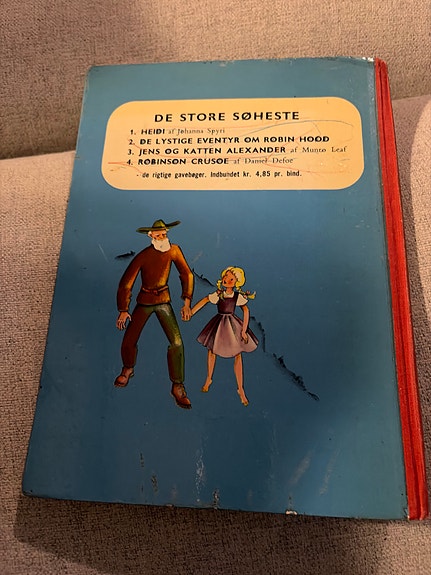 DE STORE SØHESTE
1. HEIDI af Johanna Spyri
2. DE LYSTIGE EVENTYR OM ROBIN HOOD
3. JENS OG KATTEN ALEXANDER af Munro Leaf
4. ROBINSON CRUSOE af Daniel Defoe
- de rigtige gavebøger. Indbundet kr. 4,85 pr. bind.